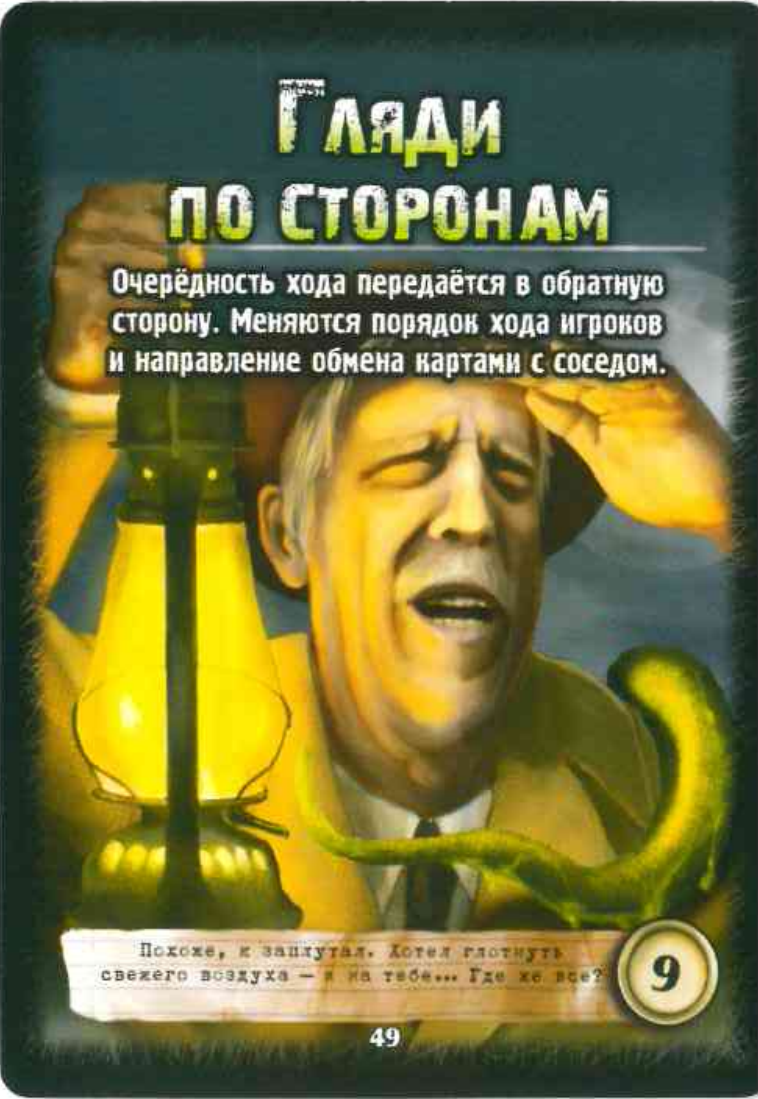 Гляди
по сторонам
Очерёдность хода передаётся в обратную
сторону. Меняются порядок хода игроков
и направление обмена картами с соседом.
Похоже, я заплутал. Хотел глотнуть
свежего воздуха — и на тебе... Где же все?
9
49